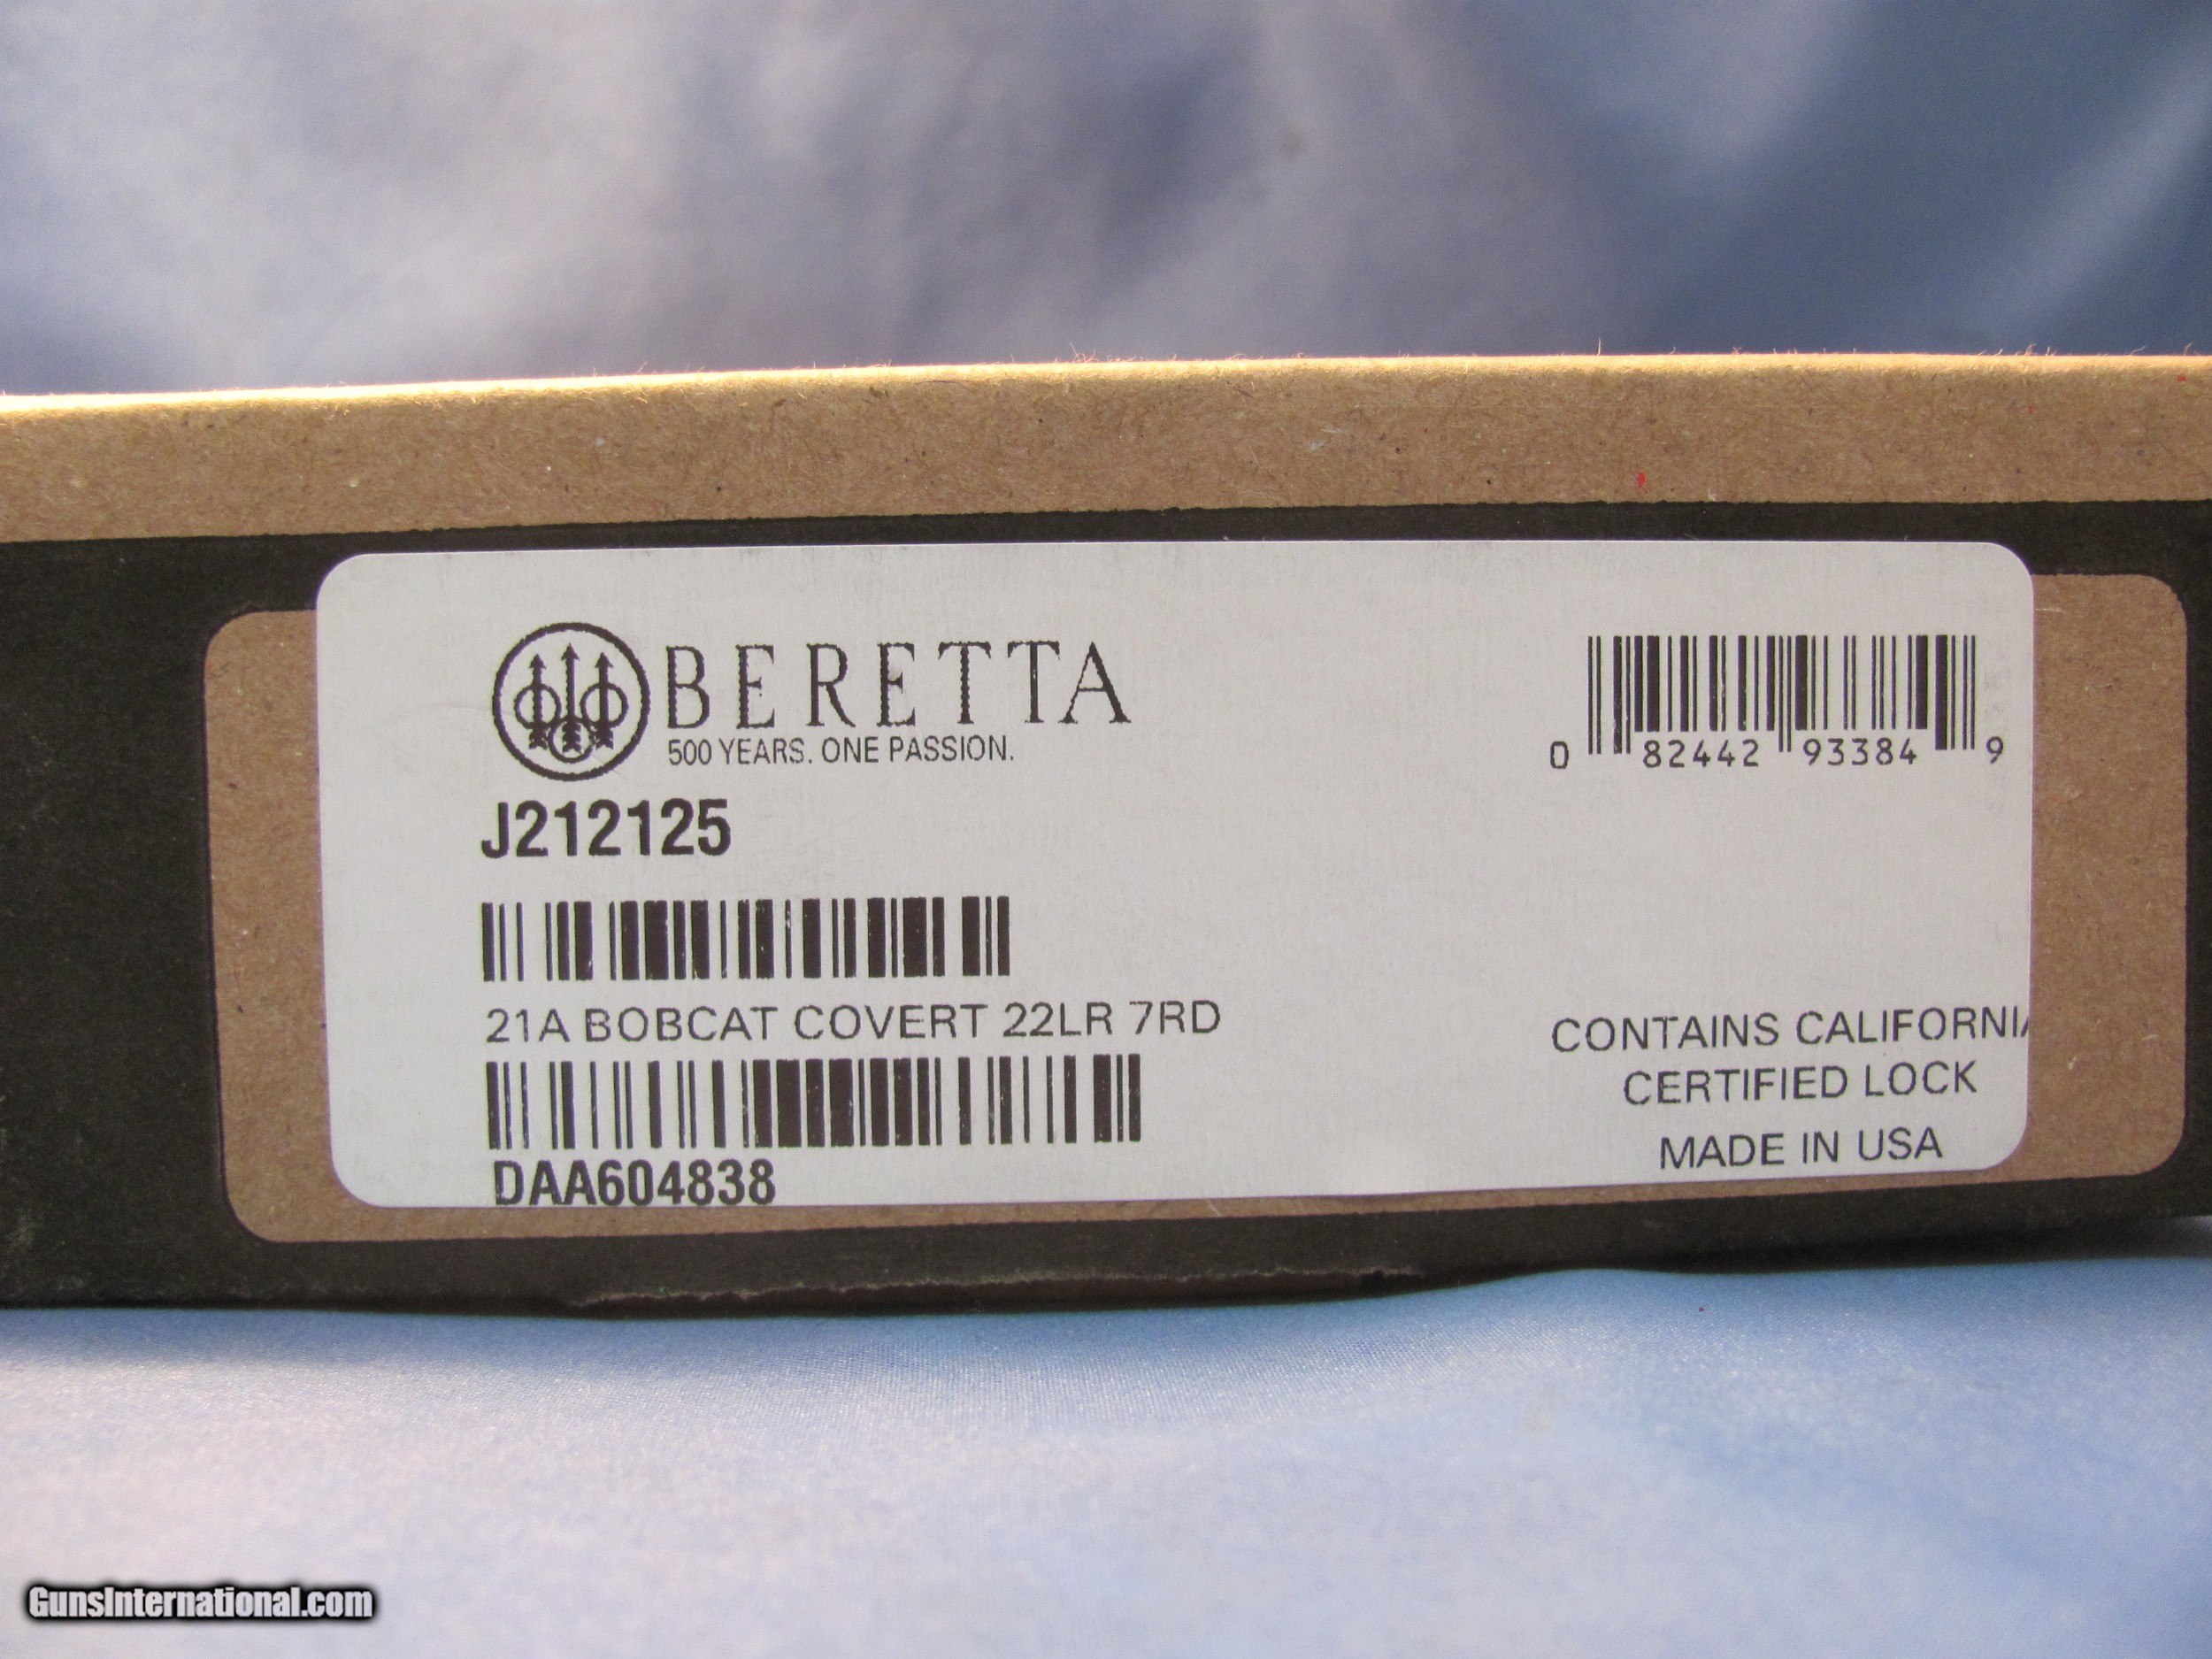 BERETTA
500 YEARS. ONE PASSION.
J212125
21A BOBCAT COVERT 22LR 7RD
DAA604838
0 82442 93384 9
CONTAINS CALIFORNIA
CERTIFIED LOCK
MADE IN USA
GunsInternational.com